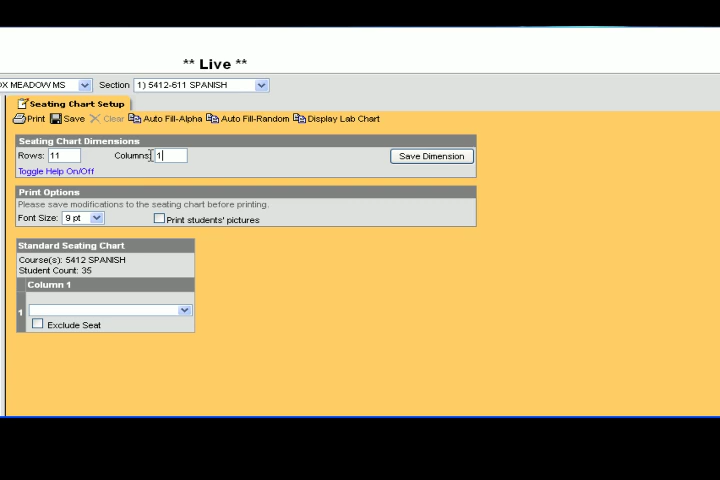 ** Live **
OX MEADOW MS Section 1) 5412-611 SPANISH
Seating Chart Setup
Print Save Clear Auto Fill-Alpha Auto Fill-Random Display Lab Chart
Seating Chart Dimensions
Rows: 11 Columns: 1 Save Dimension
Toggle Help On/Off
Print Options
Please save modifications to the seating chart before printing.
Font Size: 9 pt Print students' pictures
Standard Seating Chart
Course(s): 5412 SPANISH
Student Count: 35
Column 1
1
Exclude Seat